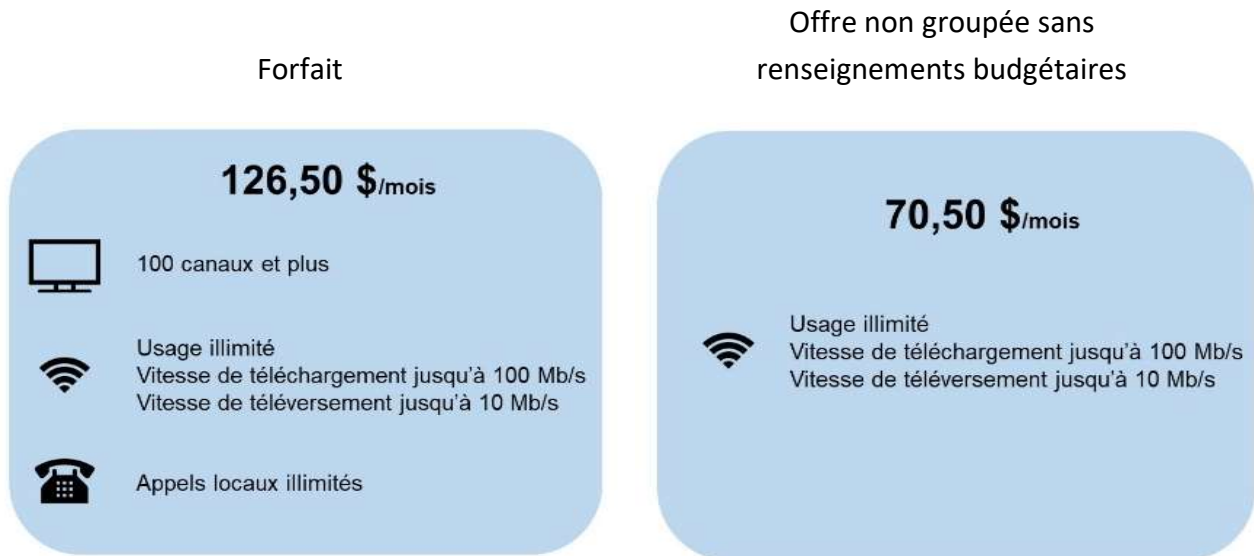 Forfait
126,50 $/mois
100 canaux et plus
Usage illimité
Vitesse de téléchargement jusqu'à 100 Mb/s
Vitesse de téléversement jusqu'à 10 Mb/s
Appels locaux illimités
Offre non groupée sans
renseignements budgétaires
70,50 $/mois
Usage illimité
Vitesse de téléchargement jusqu'à 100 Mb/s
Vitesse de téléversement jusqu'à 10 Mb/s